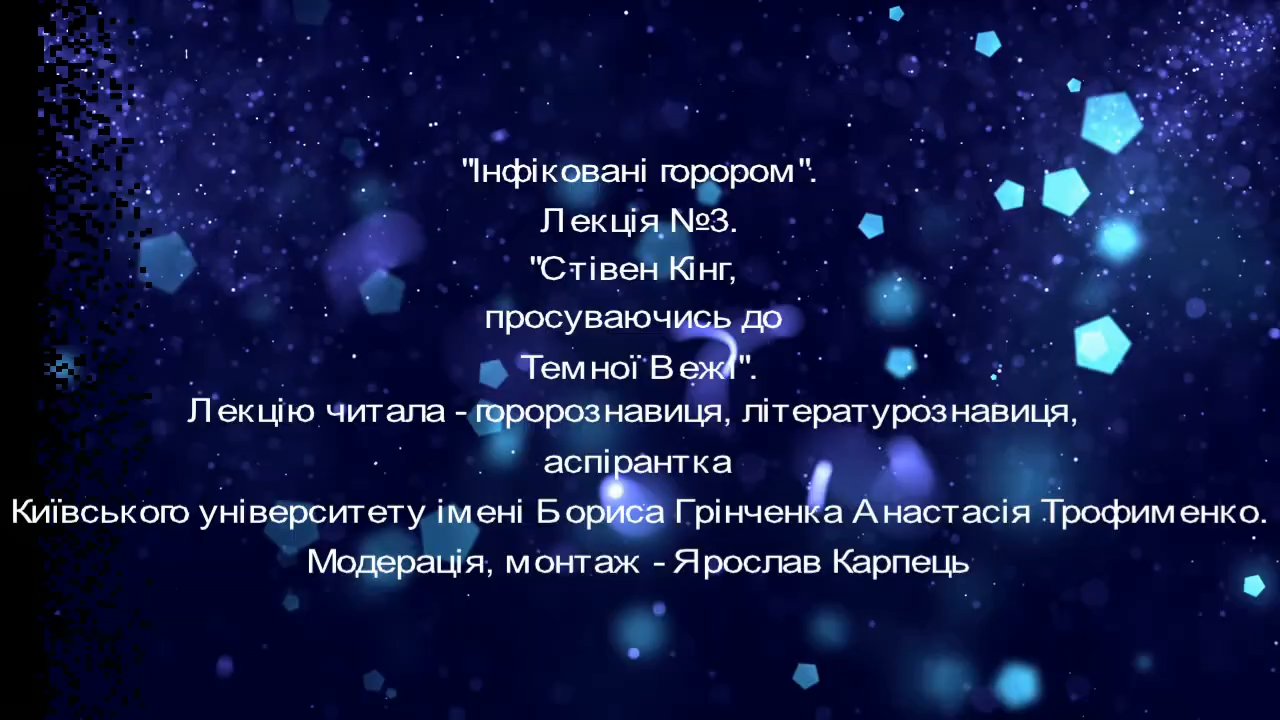 "Інфіковані горором".
Лекція №3.
"Стівен Кінг,
просуваючись до
Темної Вежі".
Лекцію читала - горорознавиця, літературознавиця,
аспірантка
Київського університету імені Бориса Грінченка Анастасія Трофименко.
Модерація, монтаж - Ярослав Карпець